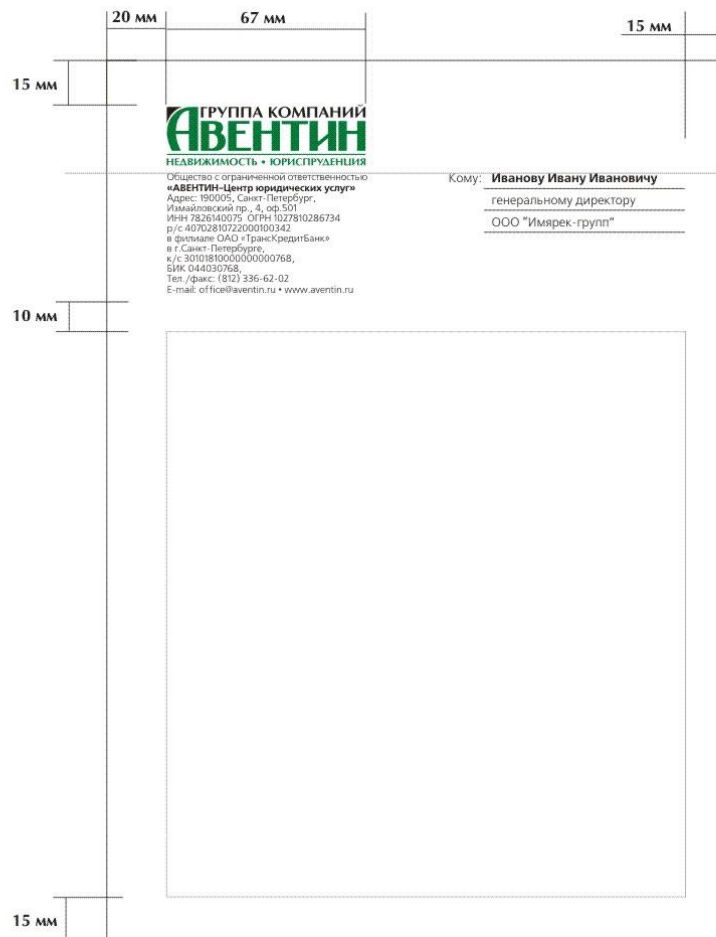 20 мм
67 мм
15 мм
15 мм
ГРУППА КОМПАНИЙ
АВЕНТИН
НЕДВИЖИМОСТЬ • ЮРИСПРУДЕНЦИЯ
Общество с ограниченной ответственностью
«АВЕНТИН–Центр юридических услуг»
Адрес: 190005, Санкт-Петербург,
Измайловский пр., 4, оф.501
ИНН 7826140075 ОГРН 1027810286734
р/с 40702810722000100342
в филиале ОАО «ТрансКредитБанк»
в г.Санкт-Петербурге,
к/с 30101810000000000768,
БИК 044030768,
Тел./факс: (812) 336-62-02
E-mail: office@aventin.ru • www.aventin.ru
Кому: Иванову Ивану Ивановичу
генеральному директору
ООО "Имярек-групп"
10 мм
15 мм